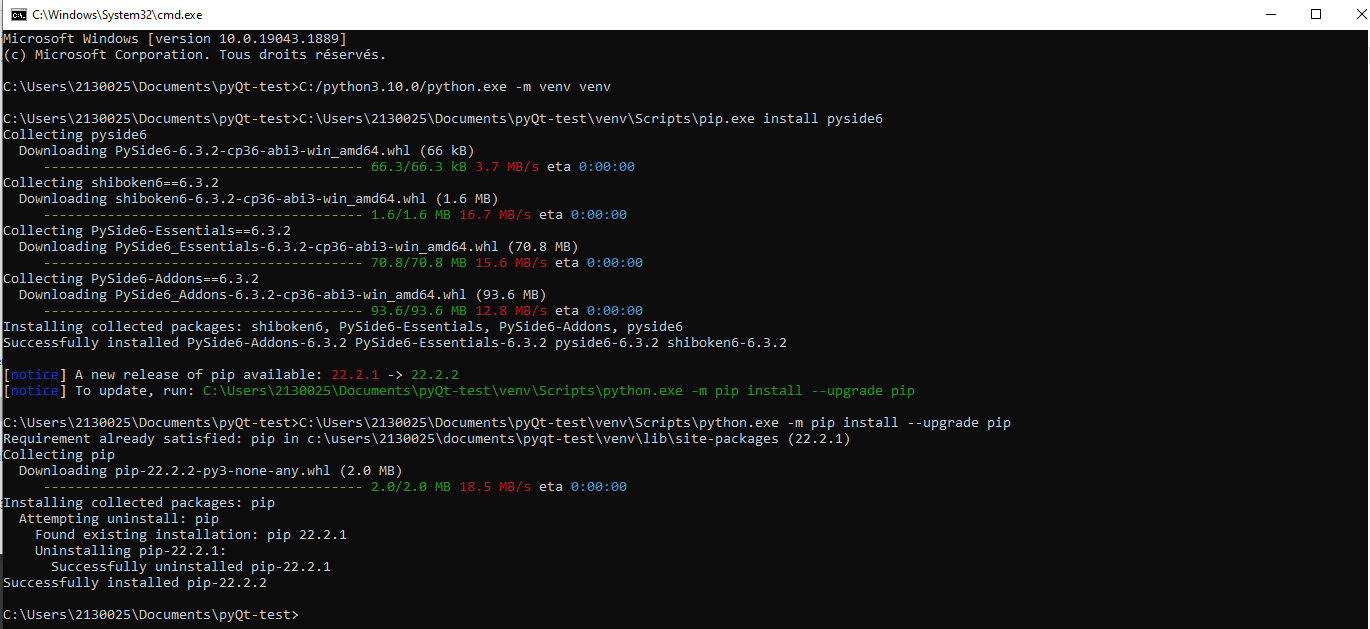 C:\Windows\System32\cmd.exe
Microsoft Windows [version 10.0.19043.1889]
(c) Microsoft Corporation. Tous droits réservés.
C:\Users\2130025\Documents\pyQt-test>C:/python3.10.0/python.exe -m venv venv
C:\Users\2130025\Documents\pyQt-test>C:\Users\2130025\Documents\pyQt-test\venv\Scripts\pip.exe install pyside6
Collecting pyside6
  Downloading PySide6-6.3.2-cp36-abi3-win_amd64.whl (66 kB)
     ---------------------------------------- 66.3/66.3 kB 3.7 MB/s eta 0:00:00
Collecting shiboken6==6.3.2
  Downloading shiboken6-6.3.2-cp36-abi3-win_amd64.whl (1.6 MB)
     ---------------------------------------- 1.6/1.6 MB 16.7 MB/s eta 0:00:00
Collecting PySide6-Essentials==6.3.2
  Downloading PySide6_Essentials-6.3.2-cp36-abi3-win_amd64.whl (70.8 MB)
     ---------------------------------------- 70.8/70.8 MB 15.6 MB/s eta 0:00:00
Collecting PySide6-Addons==6.3.2
  Downloading PySide6_Addons-6.3.2-cp36-abi3-win_amd64.whl (93.6 MB)
     ---------------------------------------- 93.6/93.6 MB 12.8 MB/s eta 0:00:00
Installing collected packages: shiboken6, PySide6-Essentials, PySide6-Addons, pyside6
Successfully installed PySide6-Addons-6.3.2 PySide6-Essentials-6.3.2 pyside6-6.3.2 shiboken6-6.3.2
[notice] A new release of pip available: 22.2.1 -> 22.2.2
[notice] To update, run: C:\Users\2130025\Documents\pyQt-test\venv\Scripts\python.exe -m pip install --upgrade pip
C:\Users\2130025\Documents\pyQt-test>C:\Users\2130025\Documents\pyQt-test\venv\Scripts\python.exe -m pip install --upgrade pip
Requirement already satisfied: pip in c:\users\2130025\documents\pyqt-test\venv\lib\site-packages (22.2.1)
Collecting pip
  Downloading pip-22.2.2-py3-none-any.whl (2.0 MB)
     ---------------------------------------- 2.0/2.0 MB 18.5 MB/s eta 0:00:00
Installing collected packages: pip
  Attempting uninstall: pip
    Found existing installation: pip 22.2.1
    Uninstalling pip-22.2.1:
      Successfully uninstalled pip-22.2.1
Successfully installed pip-22.2.2
C:\Users\2130025\Documents\pyQt-test>